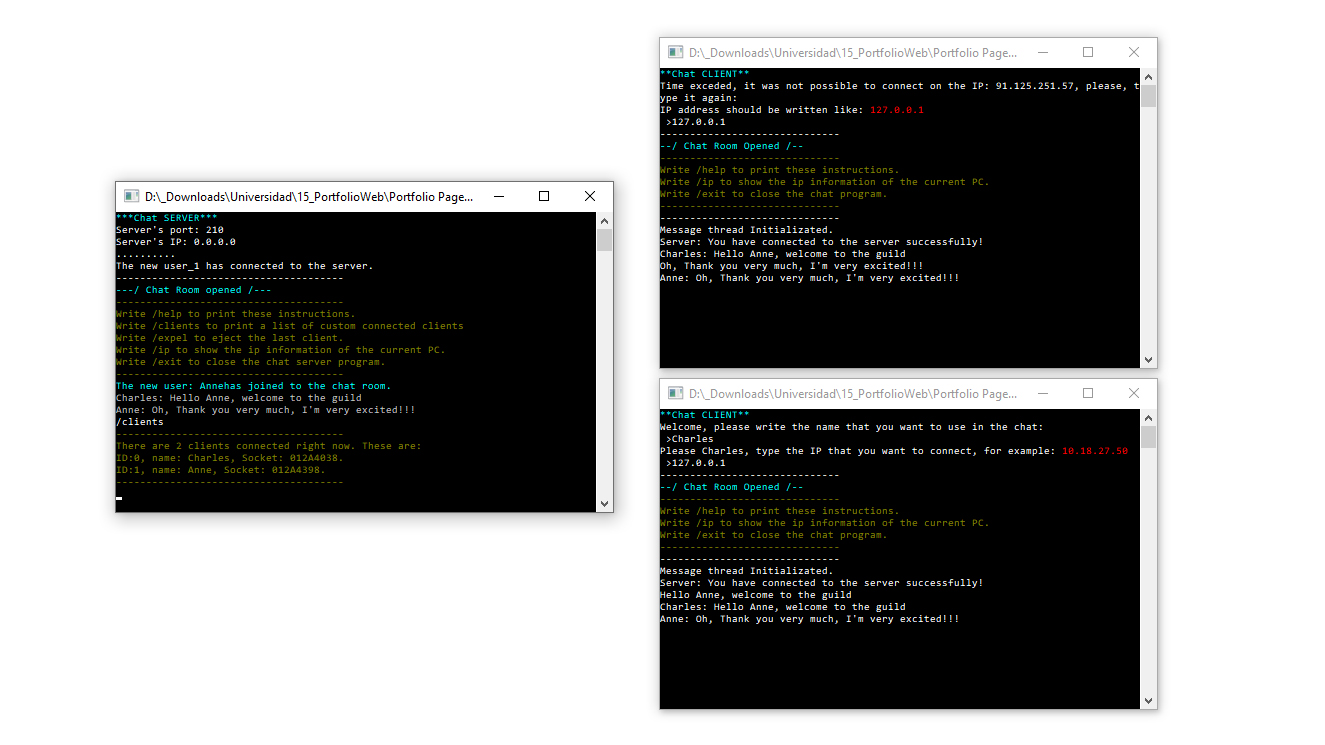 D:\_Downloads\Universidad\15_PortfolioWeb\Portfolio Page...
***Chat SERVER***
Server's port: 210
Server's IP: 0.0.0.0
..........
The new user_1 has connected to the server.
--------------------------------------
---/ Chat Room opened /---
--------------------------------------
Write /help to print these instructions.
Write /clients to print a list of custom connected clients
Write /expel to eject the last client.
Write /ip to show the ip information of the current PC.
Write /exit to close the chat server program.
--------------------------------------
The new user: Annehas joined to the chat room.
Charles: Hello Anne, welcome to the guild
Anne: Oh, Thank you very much, I'm very excited!!!
/clients
--------------------------------------
There are 2 clients connected right now. These are:
ID:0, name: Charles, Socket: 012A4038.
ID:1, name: Anne, Socket: 012A4398.
--------------------------------------
D:\_Downloads\Universidad\15_PortfolioWeb\Portfolio Page...
**Chat CLIENT**
Time exceded, it was not possible to connect on the IP: 91.125.251.57, please, t
ype it again:
IP address should be written like: 127.0.0.1
 >127.0.0.1
------------------------------
--/ Chat Room Opened /--
------------------------------
Write /help to print these instructions.
Write /ip to show the ip information of the current PC.
Write /exit to close the chat program.
------------------------------
------------------------------
Message thread Initializated.
Server: You have connected to the server successfully!
Charles: Hello Anne, welcome to the guild
Oh, Thank you very much, I'm very excited!!!
Anne: Oh, Thank you very much, I'm very excited!!!
D:\_Downloads\Universidad\15_PortfolioWeb\Portfolio Page...
**Chat CLIENT**
Welcome, please write the name that you want to use in the chat:
 >Charles
Please Charles, type the IP that you want to connect, for example: 10.18.27.50
 >127.0.0.1
------------------------------
--/ Chat Room Opened /--
------------------------------
Write /help to print these instructions.
Write /ip to show the ip information of the current PC.
Write /exit to close the chat program.
------------------------------
------------------------------
Message thread Initializated.
Server: You have connected to the server successfully!
Hello Anne, welcome to the guild
Charles: Hello Anne, welcome to the guild
Anne: Oh, Thank you very much, I'm very excited!!!